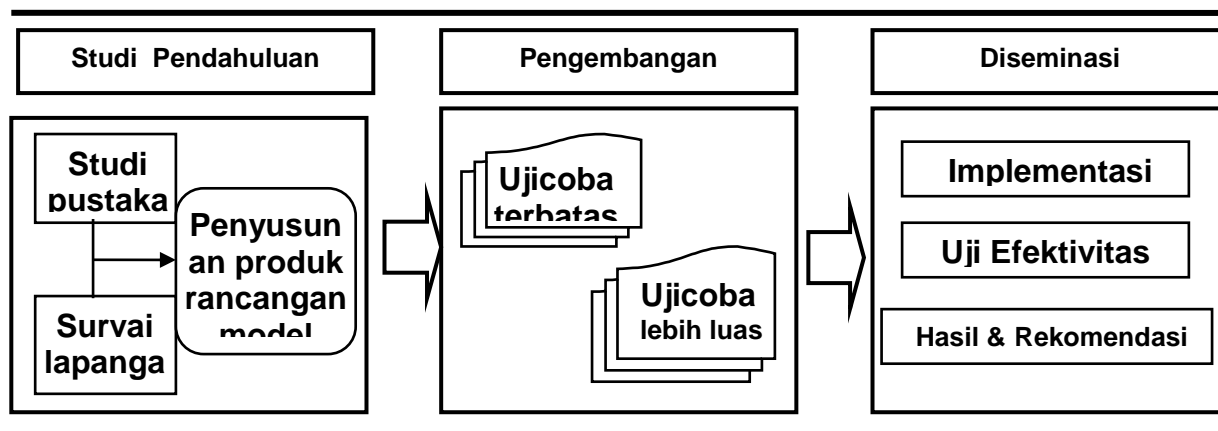 Studi Pendahuluan
Pengembangan
Diseminasi
Studi
pustaka
Survai
lapanga
Penyusun
an produk
rancangan
model
Ujicoba
terbatas
Ujicoba
lebih luas
Implementasi
Uji Efektivitas
Hasil & Rekomendasi